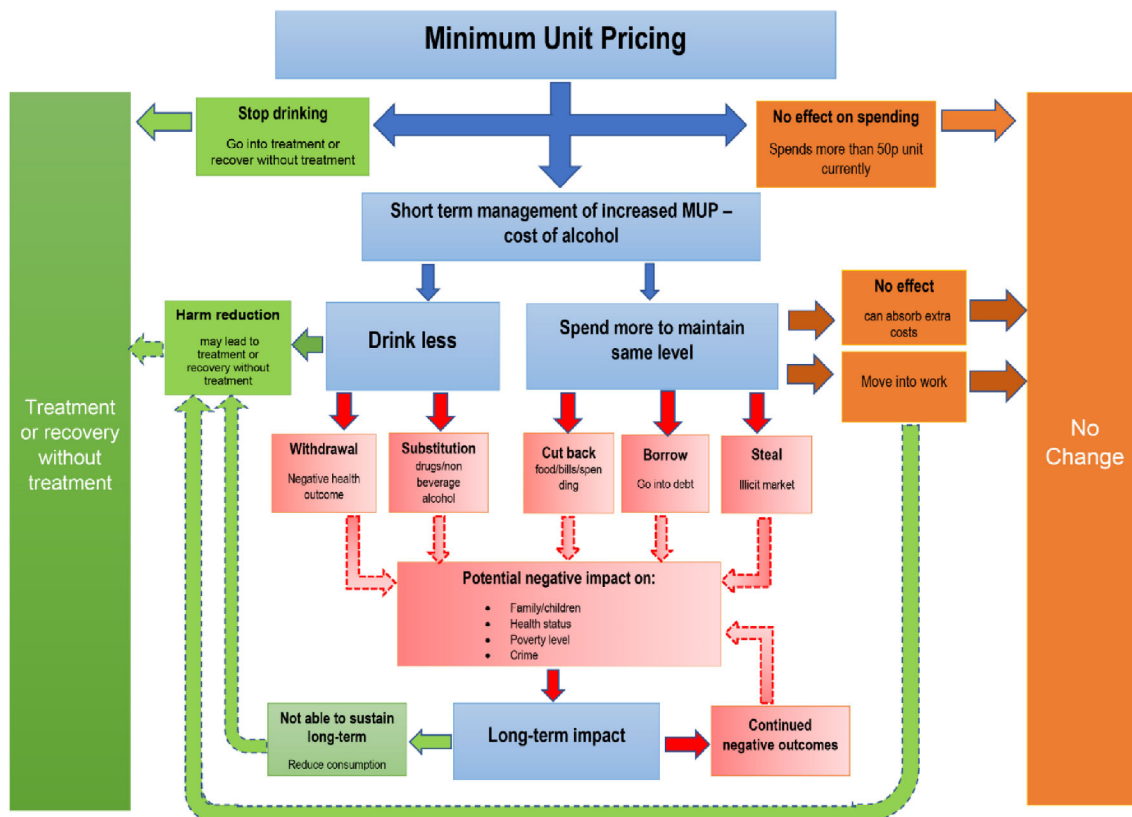 Minimum Unit Pricing
Stop drinking
Go into treatment or
recover without treatment
No effect on spending
Spends more than 50p unit
currently
Short term management of increased MUP –
cost of alcohol
Harm reduction
may lead to
treatment or
recovery without
treatment
Drink less
Spend more to maintain
same level
No effect
can absorb extra
costs
Move into work
Treatment
or recovery
without
treatment
No
Change
Withdrawal
Negative health
outcome
Substitution
drugs/non
beverage
alcohol
Cut back
food/bills/spen
ding
Borrow
Go into debt
Steal
Illicit market
Potential negative impact on:
• Family/children
• Health status
• Poverty level
• Crime
Not able to sustain
long-term
Reduce consumption
Long-term impact
Continued
negative outcomes